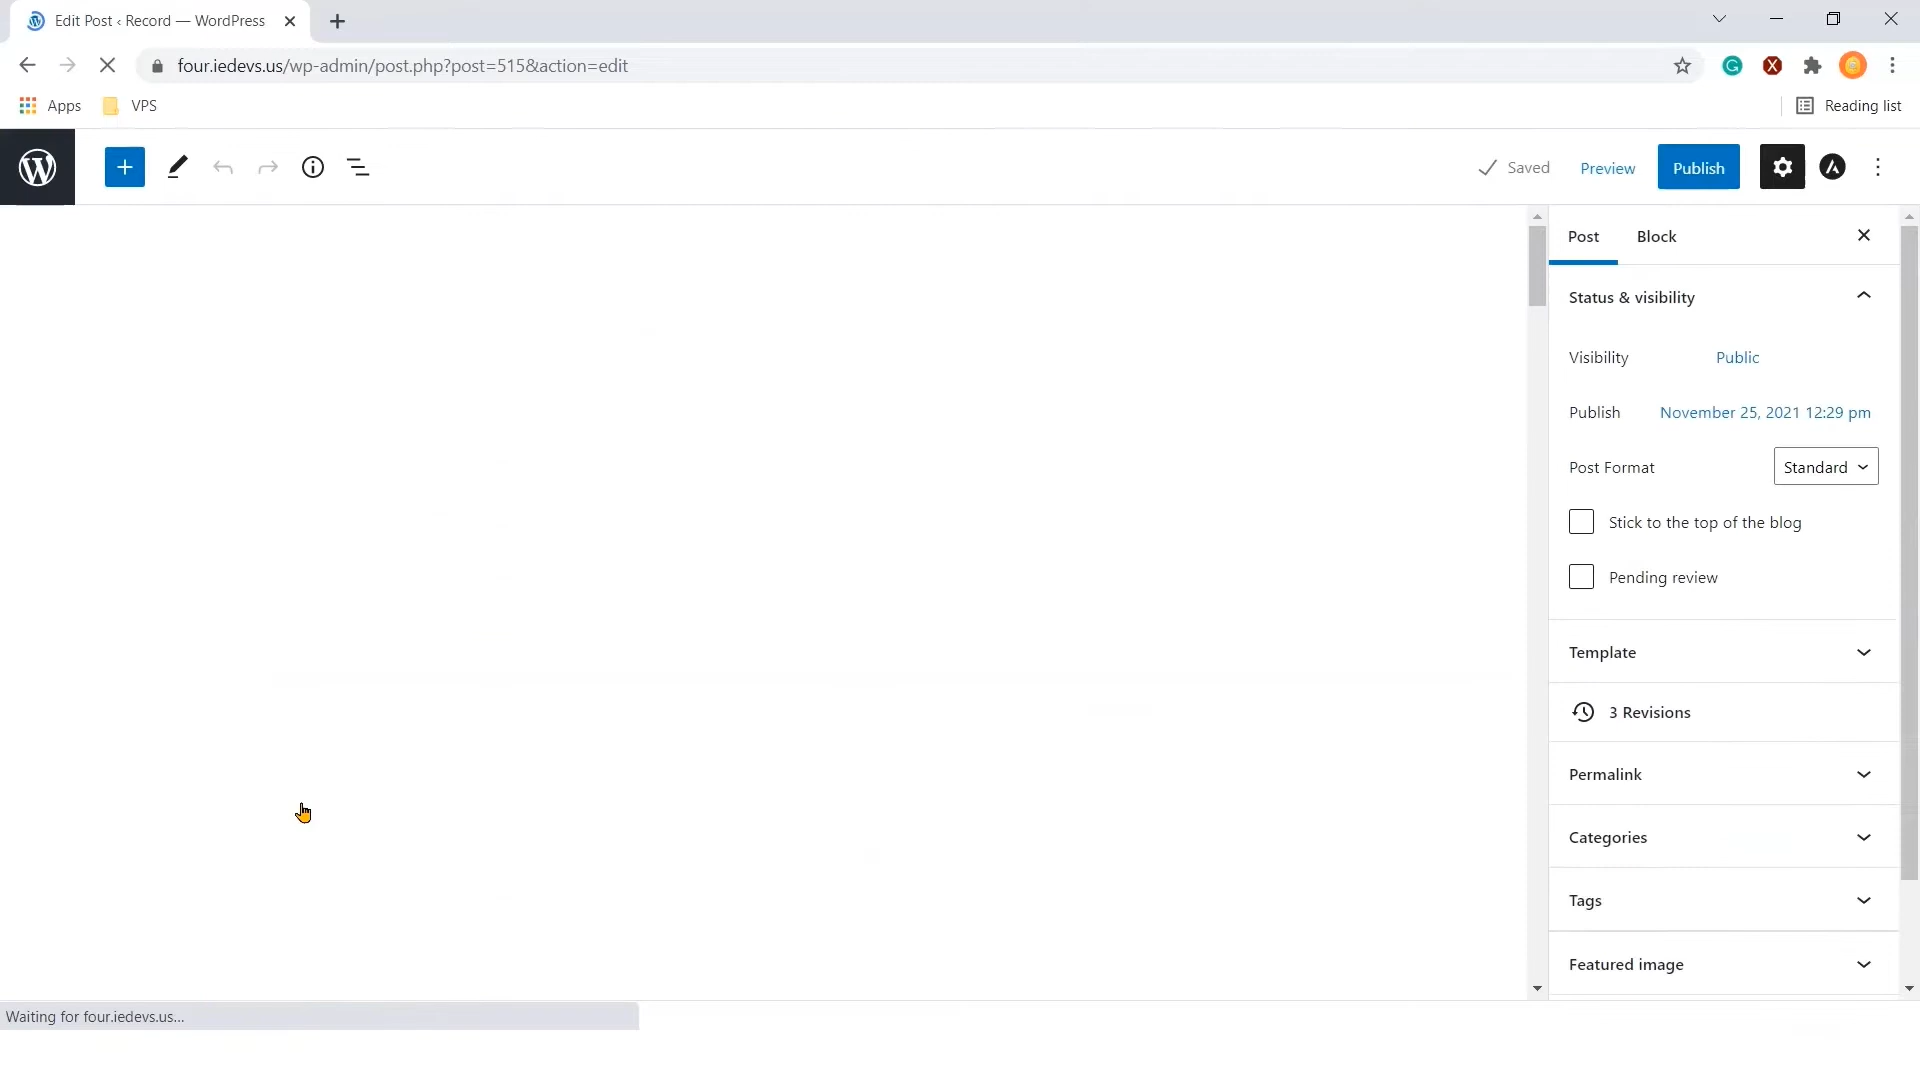 Edit Post ‹ Record — WordPress
four.iedevs.us/wp-admin/post.php?post=515&action=edit
Apps VPS Reading list
Saved Preview Publish
Post Block
Status & visibility
Visibility Public
Publish November 25, 2021 12:29 pm
Post Format Standard
Stick to the top of the blog
Pending review
Template
3 Revisions
Permalink
Categories
Tags
Featured image
Waiting for four.iedevs.us...